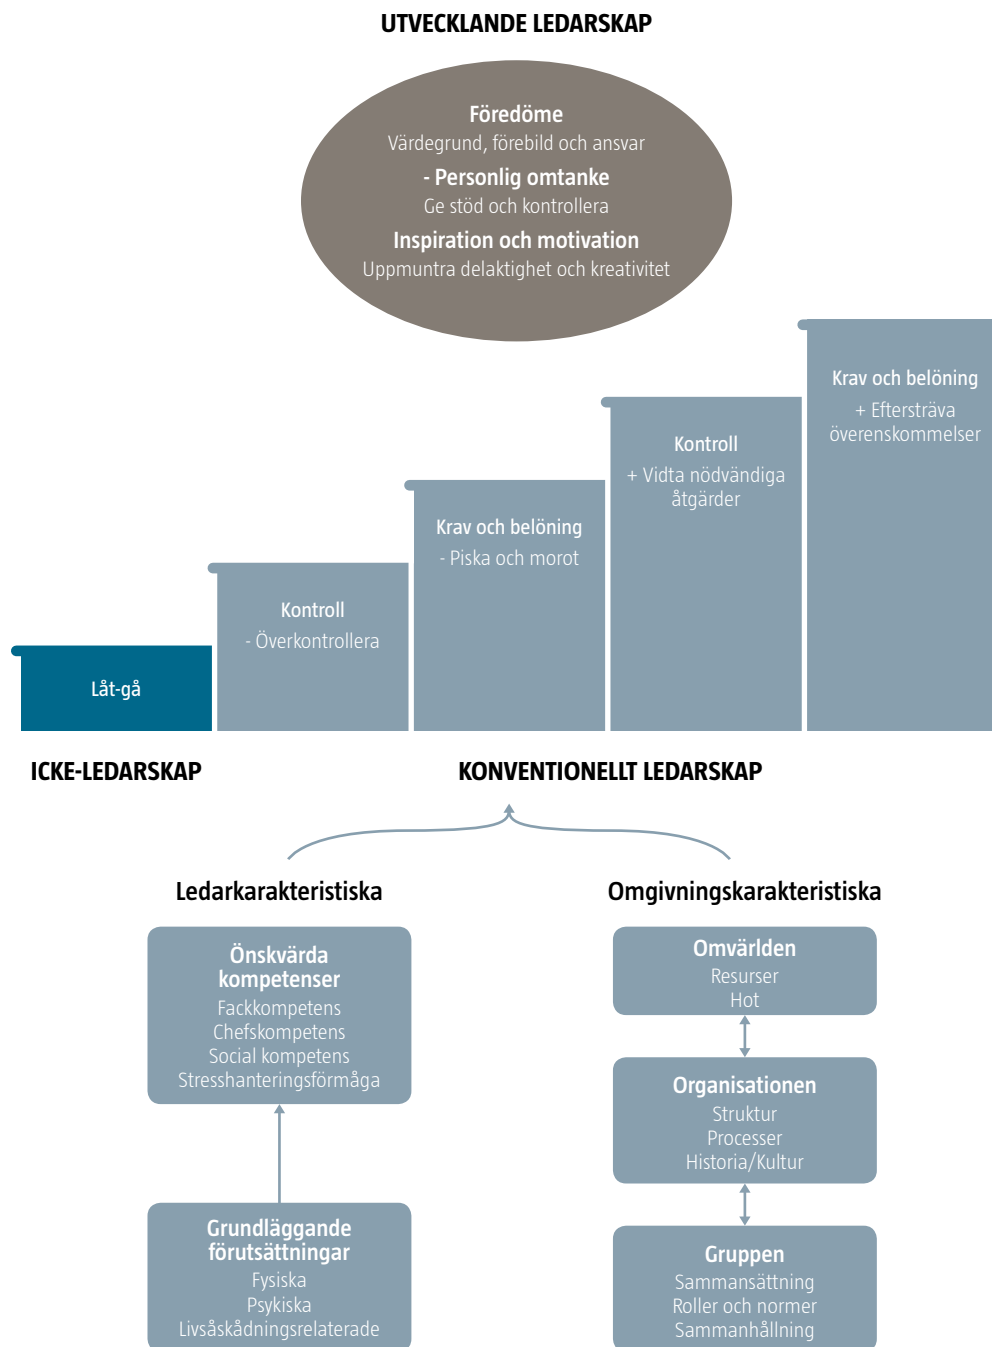 UTVECKLANDE LEDARSKAP
Föredöme
Värdegrund, förebild och ansvar
- Personlig omtanke
Ge stöd och kontrollera
Inspiration och motivation
Uppmuntra delaktighet och kreativitet
Krav och belöning
+ Eftersträva
överenskommelser
Kontroll
+ Vidta nödvändiga
åtgärder
Krav och belöning
- Piska och morot
Kontroll
- Överkontrollera
Låt-gå
ICKE-LEDARSKAP
KONVENTIONELLT LEDARSKAP
Ledarkarakteristiska
Önskvärda
kompetenser
Fackkompetens
Chefskompetens
Social kompetens
Stresshanteringsförmåga
Grundläggande
förutsättningar
Fysiska
Psykiska
Livsåskådningsrelaterade
Omgivningskarakteristiska
Omvärlden
Resurser
Hot
Organisationen
Struktur
Processer
Historia/Kultur
Gruppen
Sammansättning
Roller och normer
Sammanhållning